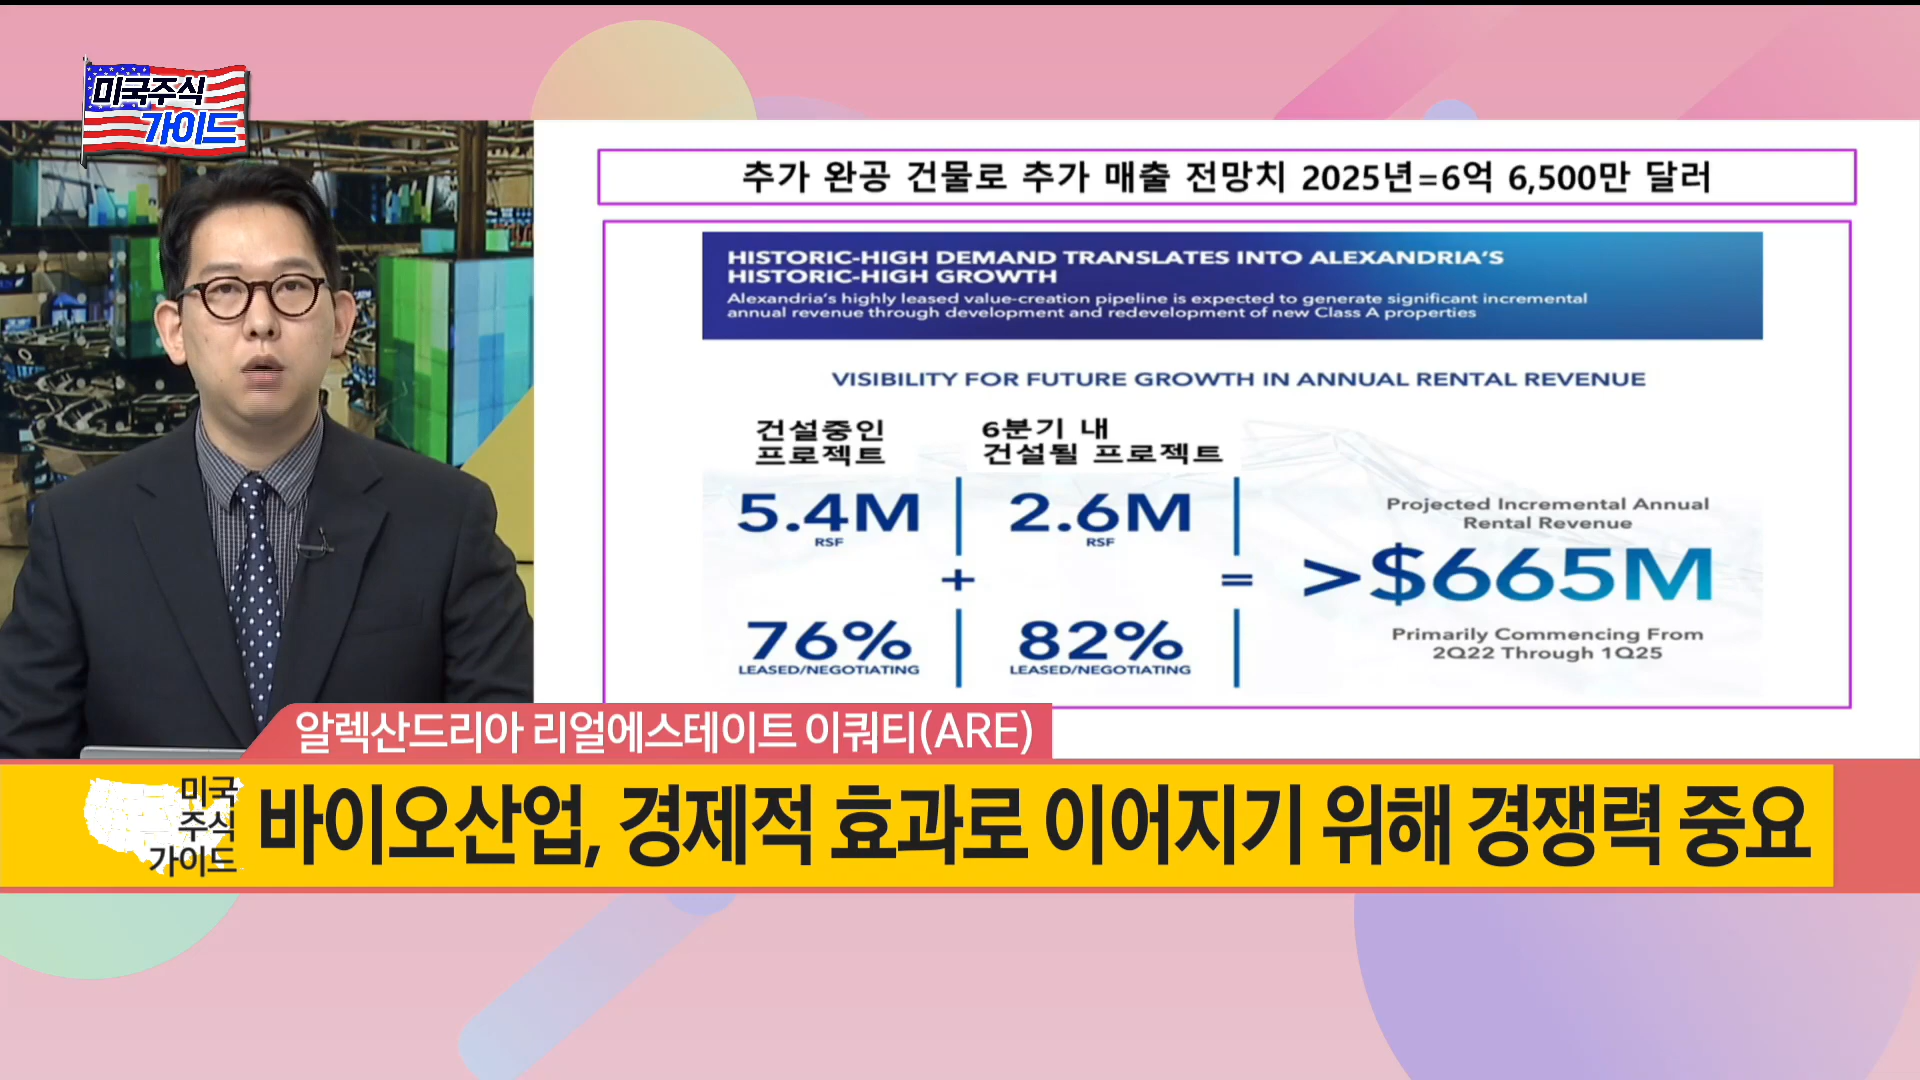 미국주식
가이드
추가 완공 건물로 추가 매출 전망치 2025년=6억 6,500만 달러
HISTORIC-HIGH DEMAND TRANSLATES INTO ALEXANDRIA'S
HISTORIC-HIGH GROWTH
Alexandria's highly leased value-creation pipeline is expected to generate significant incremental
annual revenue through development and redevelopment of new Class A properties
VISIBILITY FOR FUTURE GROWTH IN ANNUAL RENTAL REVENUE
건설중인
프로젝트
5.4M
RSF
76%
LEASED/NEGOTIATING
+
6분기 내
건설될 프로젝트
2.6M
RSF
82%
LEASED/NEGOTIATING
=
Projected Incremental Annual
Rental Revenue
>$665M
Primarily Commencing From
2Q22 Through 1Q25
알렉산드리아 리얼에스테이트 이쿼티(ARE)
미국
주식
가이드
바이오산업, 경제적 효과로 이어지기 위해 경쟁력 중요